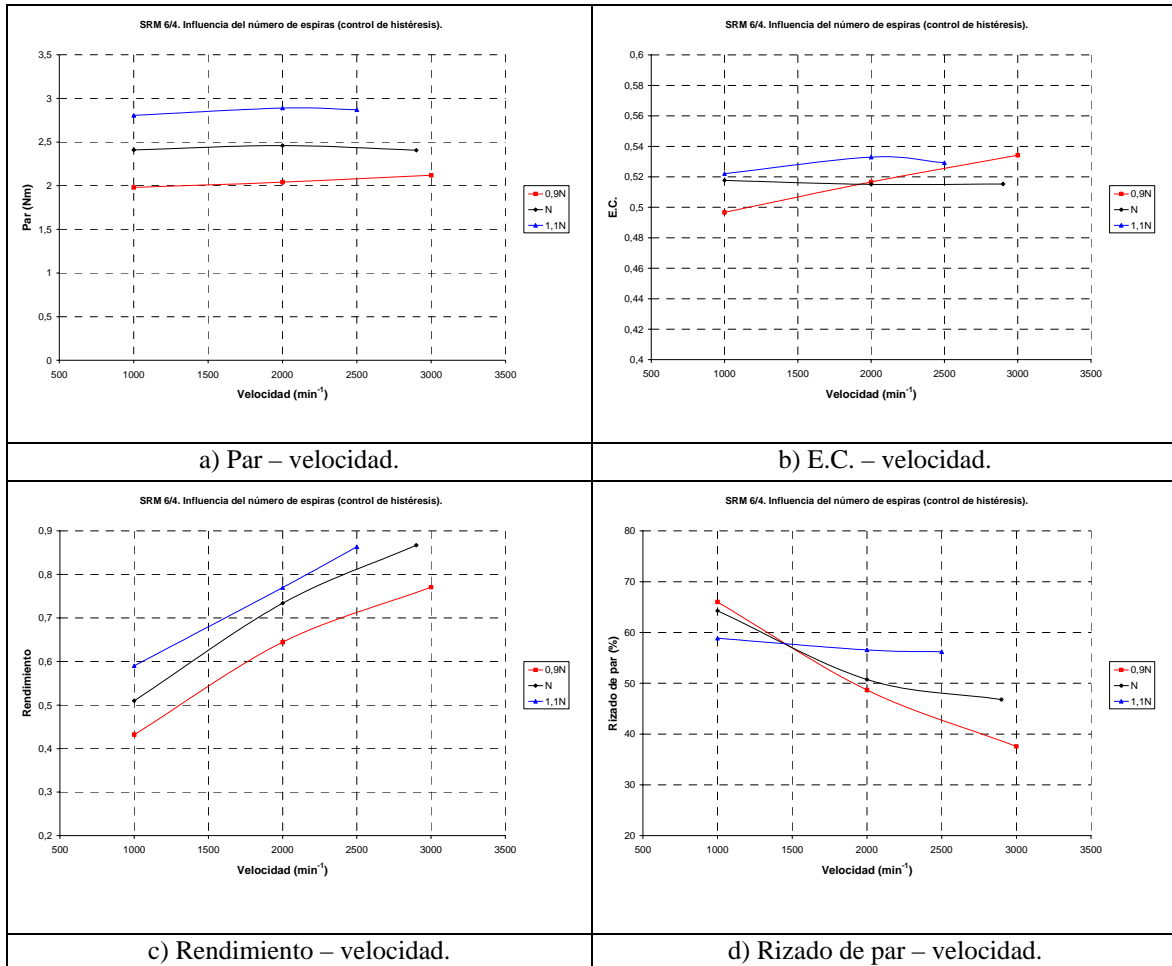 SRM 6/4. Influencia del número de espiras (control de histéresis).
3,5
3
2,5
2
1,5
1
0,5
0
Par (Nm)
500 1000 1500 2000 2500 3000 3500
Velocidad (min⁻¹)
0,9N
N
1,1N
a) Par – velocidad.
SRM 6/4. Influencia del número de espiras (control de histéresis).
0,6
0,58
0,56
0,54
0,52
0,5
0,48
0,46
0,44
0,42
0,4
E.C.
500 1000 1500 2000 2500 3000 3500
Velocidad (min⁻¹)
0,9N
N
1,1N
b) E.C. – velocidad.
SRM 6/4. Influencia del número de espiras (control de histéresis).
0,9
0,8
0,7
0,6
0,5
0,4
0,3
0,2
Rendimiento
500 1000 1500 2000 2500 3000 3500
Velocidad (min⁻¹)
0,9N
N
1,1N
c) Rendimiento – velocidad.
SRM 6/4. Influencia del número de espiras (control de histéresis).
80
70
60
50
40
30
20
Rizado de par (%)
500 1000 1500 2000 2500 3000 3500
Velocidad (min⁻¹)
0,9N
N
1,1N
d) Rizado de par – velocidad.